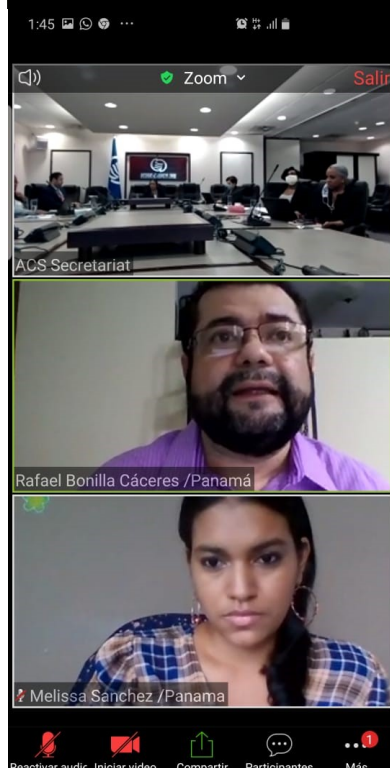 1:45
Zoom
Salir
ACS Secretariat
Rafael Bonilla Cáceres /Panamá
Melissa Sanchez /Panama
1
Reactivar audio Iniciar video Compartir Participantes Más